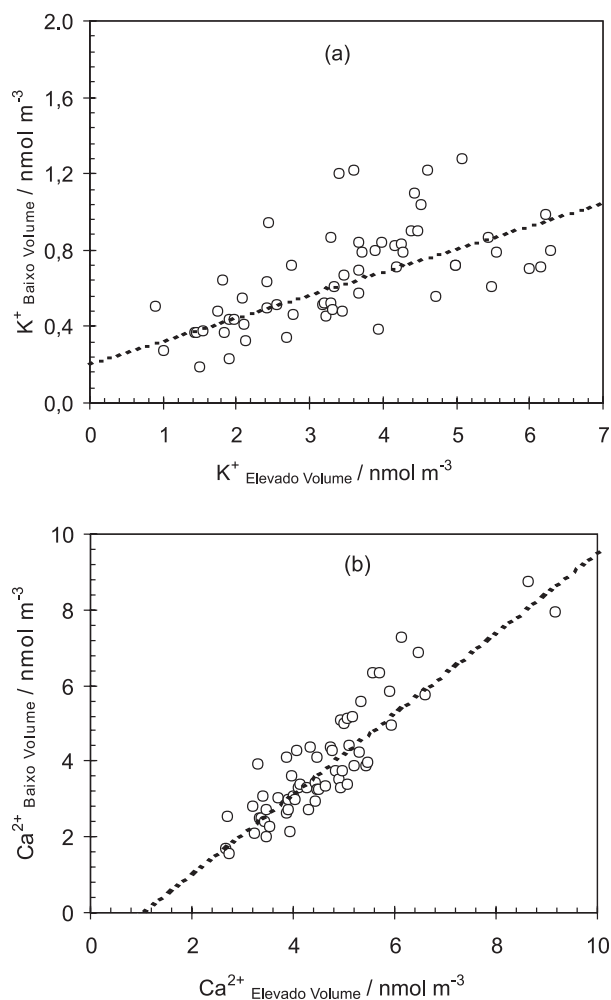 2.0
(a)
1,6
1,2
0.8
0.4
0,0
K⁺ Baixo Volume / nmol m⁻³
0 1 2 3 4 5 6 7
K⁺ Elevado Volume / nmol m⁻³
10
(b)
8
6
4
2
0
Ca²⁺ Baixo Volume / nmol m⁻³
0 2 4 6 8 10
Ca²⁺ Elevado Volume / nmol m⁻³